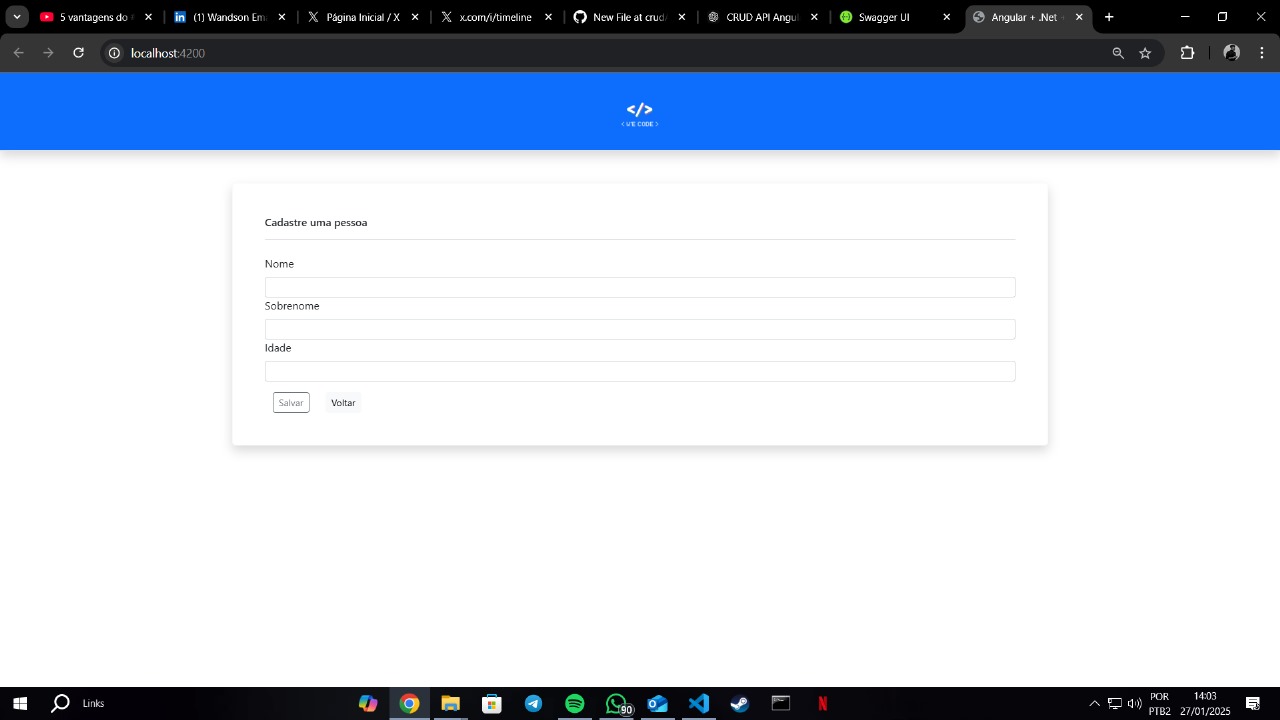 5 vantagens do
(1) Wandson Em
Página Inicial / X
x.com/i/timeline
New File at crud/
CRUD API Angu
Swagger UI
Angular + .Net
localhost:4200
</>
< WE CODE >
Cadastre uma pessoa
Nome
Sobrenome
Idade
Salvar
Voltar
Links
90
POR
PTB2
14:03
27/01/2025